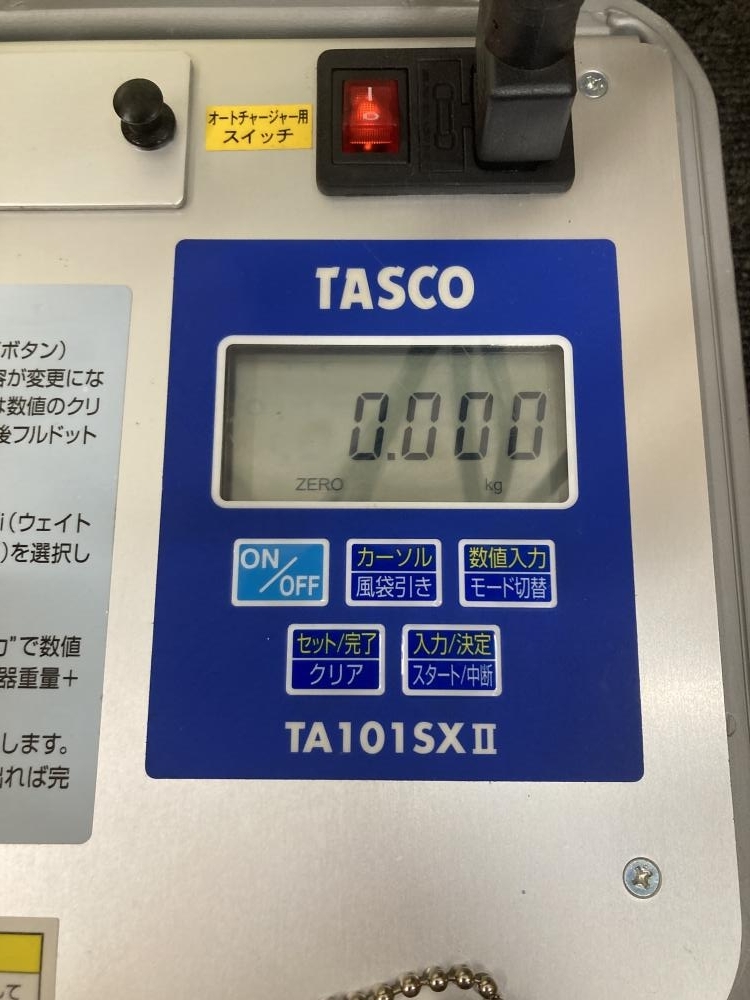 オートチャージャー用
スイッチ
TASCO
0.000
ZERO
kg
ON/OFF
カーソル
風袋引き
数値入力
モード切替
セット/完了
クリア
入力/決定
スタート/中断
TA101SXⅡ
ボタン)
容が変更にな
は数値のクリ
後フルドット
i(ウェイト
)を選択し
力"で数値
器重量+
します。
出れば完
して